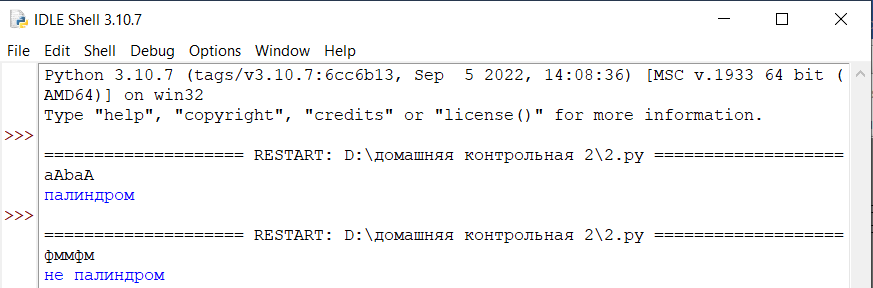 IDLE Shell 3.10.7
File Edit Shell Debug Options Window Help
Python 3.10.7 (tags/v3.10.7:6cc6b13, Sep  5 2022, 14:08:36) [MSC v.1933 64 bit (
AMD64)] on win32
Type "help", "copyright", "credits" or "license()" for more information.
>>>
==================== RESTART: D:\домашняя контрольная 2\2.py ===================
aAbaA
палиндром
>>>
==================== RESTART: D:\домашняя контрольная 2\2.py ===================
фммфм
не палиндром